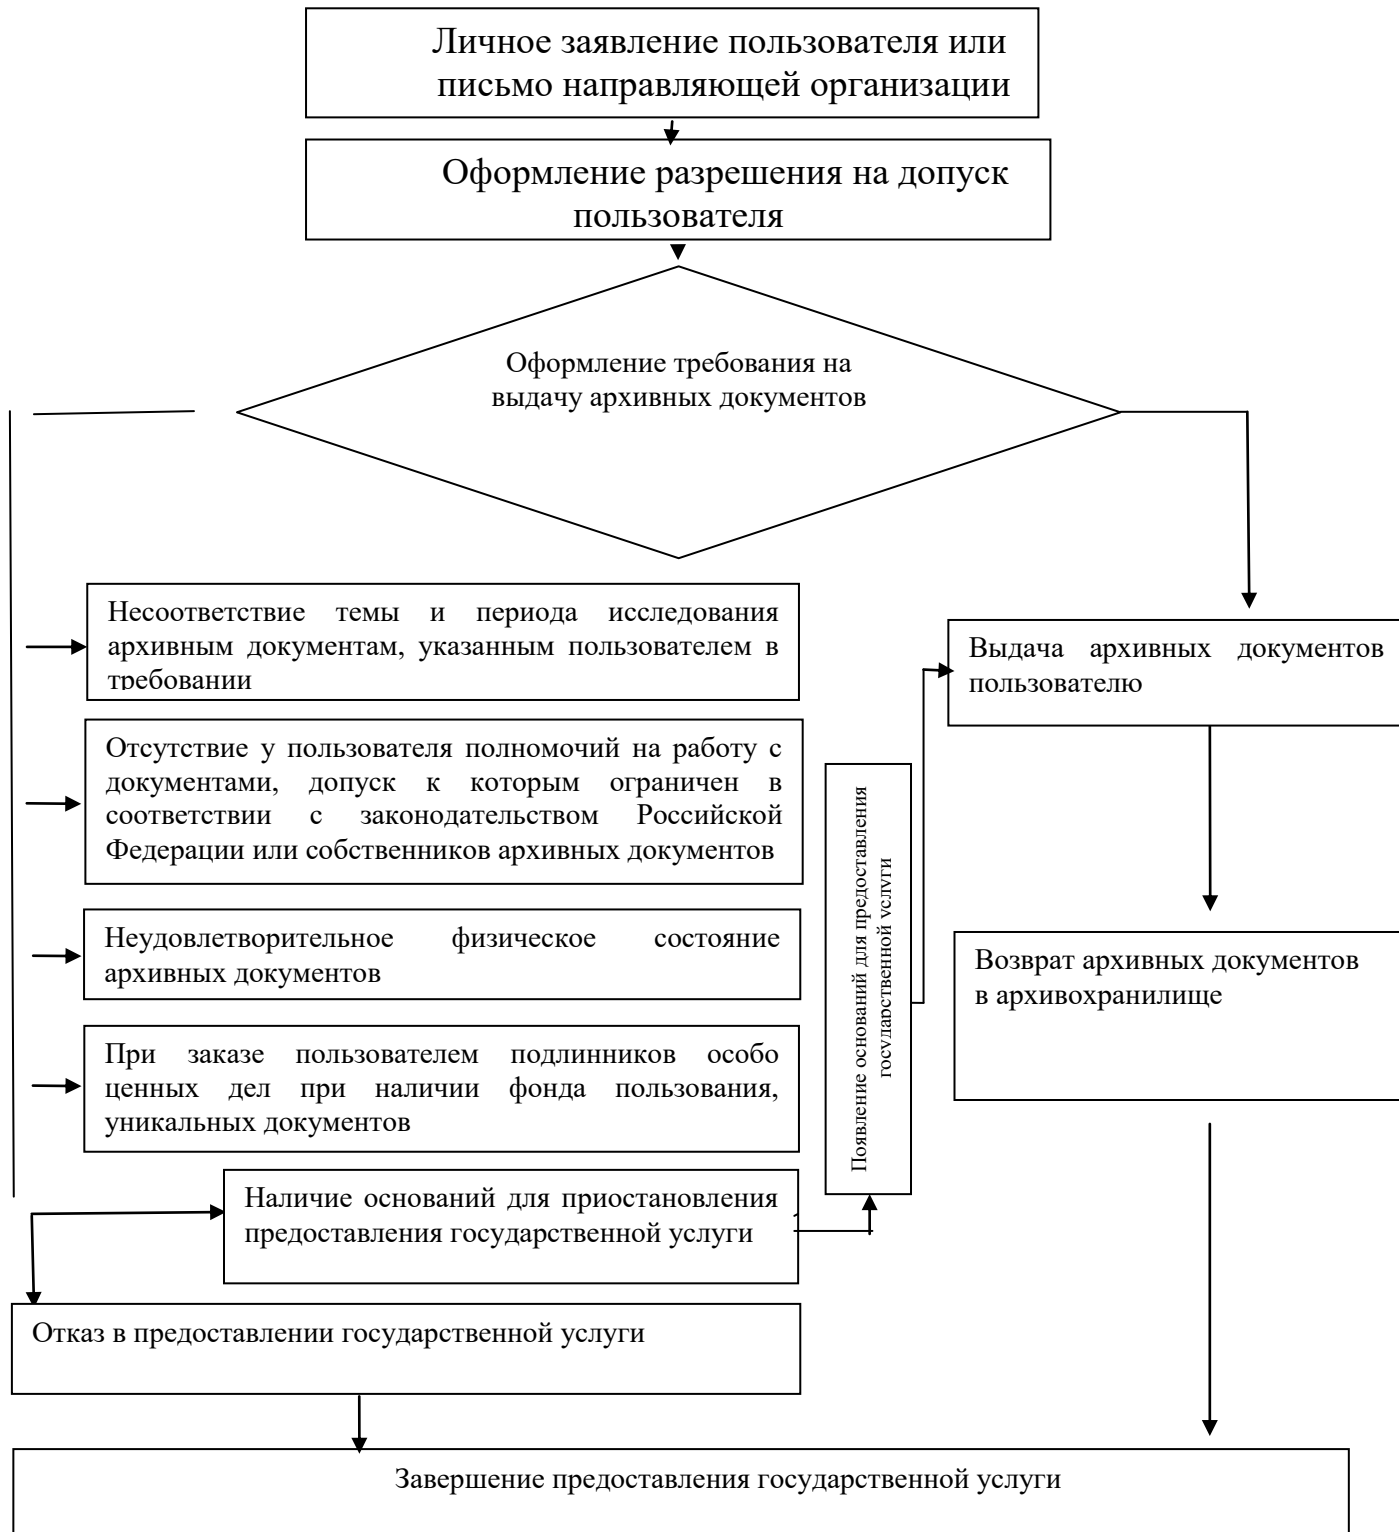 Личное заявление пользователя или
письмо направляющей организации
Оформление разрешения на допуск
пользователя
Оформление требования на
выдачу архивных документов
Несоответствие темы и периода исследования
архивным документам, указанным пользователем в
требовании
Выдача архивных документов
пользователю
Отсутствие у пользователя полномочий на работу с
документами, допуск к которым ограничен в
соответствии с законодательством Российской
Федерации или собственников архивных документов
Появление оснований для предоставления
государственной услуги
Неудовлетворительное физическое состояние
архивных документов
Возврат архивных документов
в архивохранилище
При заказе пользователем подлинников особо
ценных дел при наличии фонда пользования,
уникальных документов
Наличие оснований для приостановления
предоставления государственной услуги
Отказ в предоставлении государственной услуги
Завершение предоставления государственной услуги